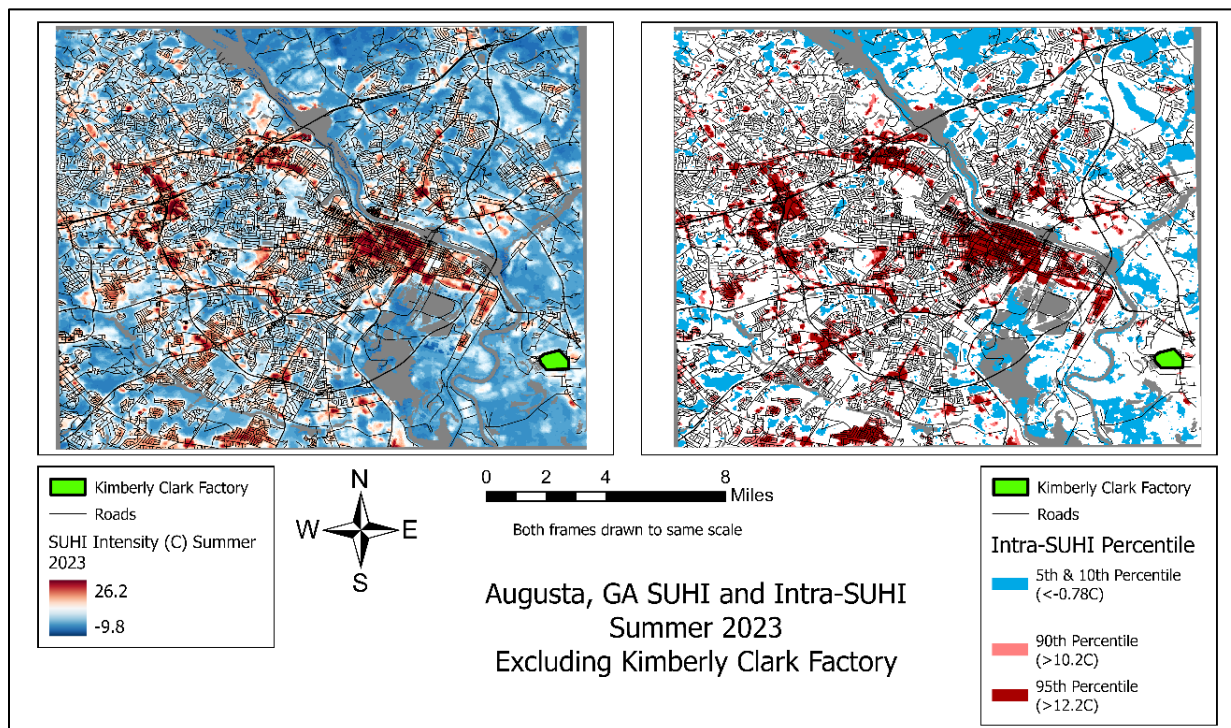 Kimberly Clark Factory
Roads
SUHI Intensity (C) Summer
2023
26.2
-9.8
N
W E
S
0 2 4 8
Miles
Both frames drawn to same scale
Augusta, GA SUHI and Intra-SUHI
Summer 2023
Excluding Kimberly Clark Factory
Kimberly Clark Factory
Roads
Intra-SUHI Percentile
5th & 10th Percentile
(<-0.78C)
90th Percentile
(>10.2C)
95th Percentile
(>12.2C)